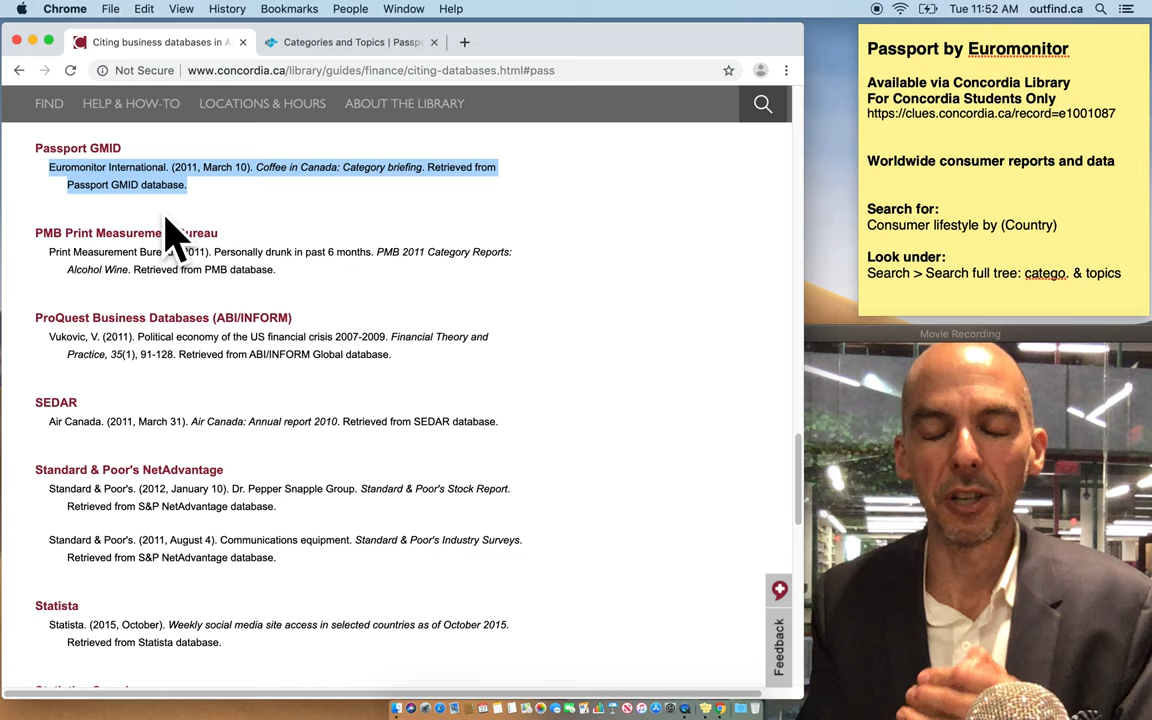 Chrome File Edit View History Bookmarks People Window Help Tue 11:52 AM outfind.ca
Citing business databases in A
Categories and Topics | Passp
Not Secure | www.concordia.ca/library/guides/finance/citing-databases.html#pass
FIND HELP & HOW-TO LOCATIONS & HOURS ABOUT THE LIBRARY
Passport GMID
Euromonitor International. (2011, March 10). Coffee in Canada: Category briefing. Retrieved from
Passport GMID database.
PMB Print Measureme ureau
Print Measurement Bure 011). Personally drunk in past 6 months. PMB 2011 Category Reports:
Alcohol Wine. Retrieved from PMB database.
ProQuest Business Databases (ABI/INFORM)
Vukovic, V. (2011). Political economy of the US financial crisis 2007-2009. Financial Theory and
Practice, 35(1), 91-128. Retrieved from ABI/INFORM Global database.
SEDAR
Air Canada. (2011, March 31). Air Canada: Annual report 2010. Retrieved from SEDAR database.
Standard & Poor's NetAdvantage
Standard & Poor's. (2012, January 10). Dr. Pepper Snapple Group. Standard & Poor's Stock Report.
Retrieved from S&P NetAdvantage database.
Standard & Poor's. (2011, August 4). Communications equipment. Standard & Poor's Industry Surveys.
Retrieved from S&P NetAdvantage database.
Statista
Statista. (2015, October). Weekly social media site access in selected countries as of October 2015.
Retrieved from Statista database.
Feedback
Passport by Euromonitor
Available via Concordia Library
For Concordia Students Only
https://clues.concordia.ca/record=e1001087
Worldwide consumer reports and data
Search for:
Consumer lifestyle by (Country)
Look under:
Search > Search full tree: catego. & topics
Movie Recording